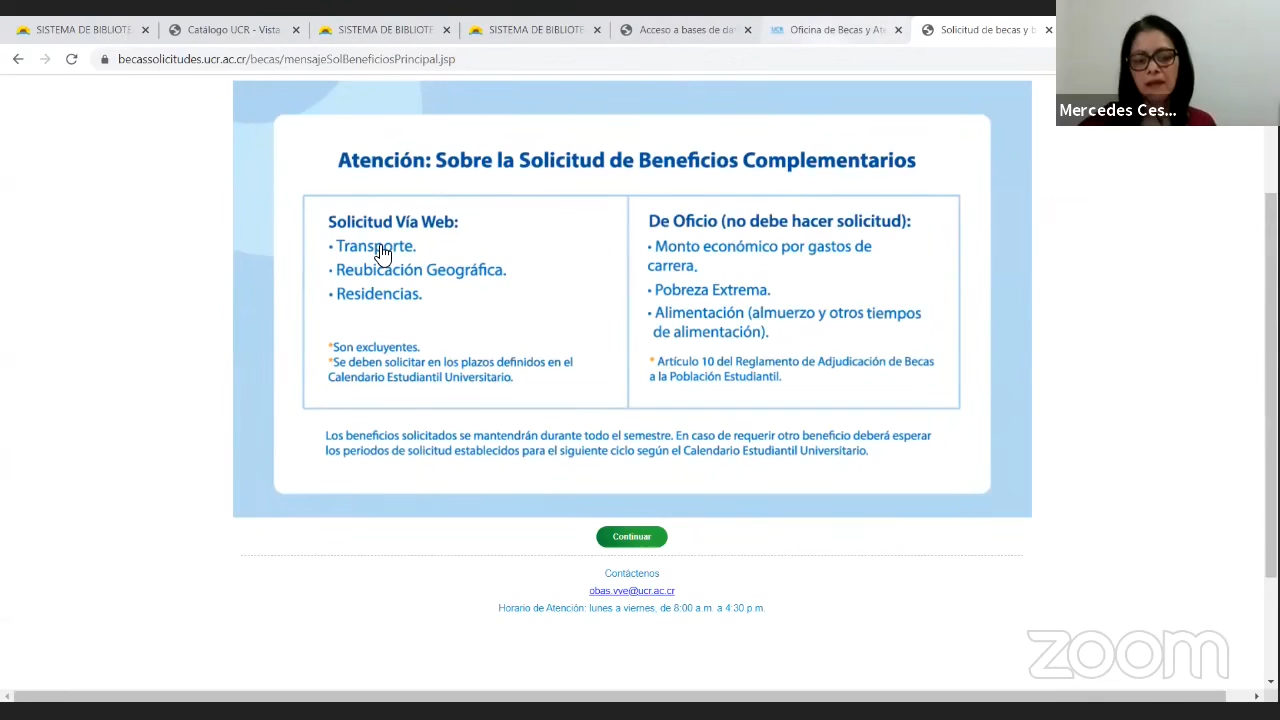 SISTEMA DE BIBLIOTE
Catálogo UCR - Vista
SISTEMA DE BIBLIOTE
SISTEMA DE BIBLIOTE
Acceso a bases de da
Oficina de Becas y At
Solicitud de becas y b
becassolicitudes.ucr.ac.cr/becas/mensajeSolBeneficiosPrincipal.jsp
Mercedes Ces...
Atención: Sobre la Solicitud de Beneficios Complementarios
Solicitud Vía Web:
• Transporte.
• Reubicación Geográfica.
• Residencias.
*Son excluyentes.
*Se deben solicitar en los plazos definidos en el
Calendario Estudiantil Universitario.
De Oficio (no debe hacer solicitud):
• Monto económico por gastos de
carrera.
• Pobreza Extrema.
• Alimentación (almuerzo y otros tiempos
de alimentación).
* Artículo 10 del Reglamento de Adjudicación de Becas
a la Población Estudiantil.
Los beneficios solicitados se mantendrán durante todo el semestre. En caso de requerir otro beneficio deberá esperar
los periodos de solicitud establecidos para el siguiente ciclo según el Calendario Estudiantil Universitario.
Continuar
Contáctenos
obas.vve@ucr.ac.cr
Horario de Atención: lunes a viernes, de 8:00 a.m. a 4:30 p.m.
zoom